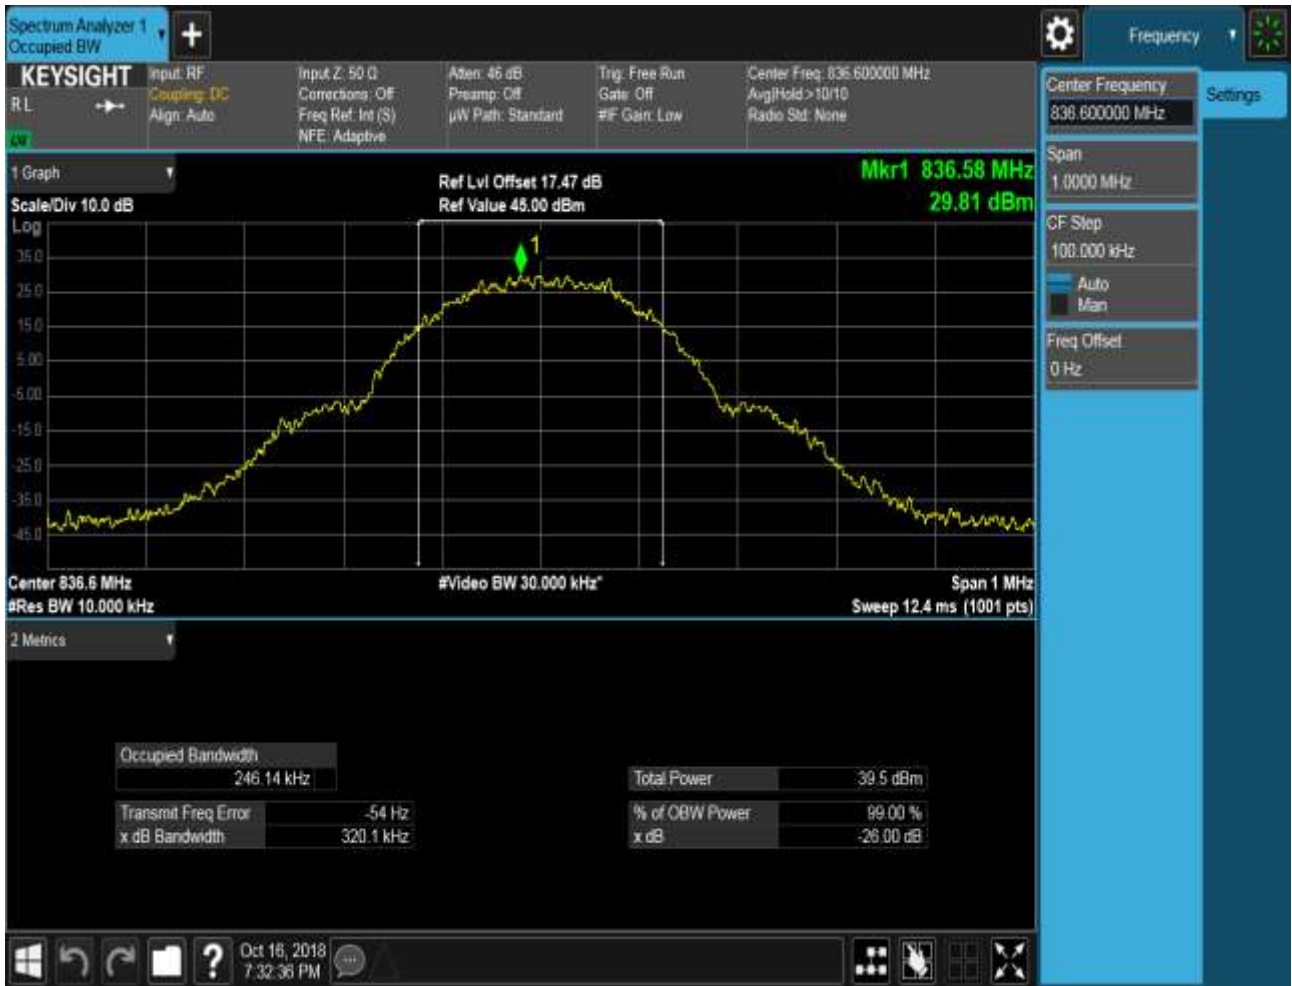 Spectrum Analyzer 1
Occupied BW
+
Frequency
KEYSIGHT
R L
LXI
Input: RF
Coupling: DC
Align: Auto
Input Z: 50 Ω
Corrections: Off
Freq Ref: Int (S)
NFE: Adaptive
Atten: 46 dB
Preamp: Off
µW Path: Standard
Trig: Free Run
Gate: Off
#IF Gain: Low
Center Freq: 836.600000 MHz
Avg|Hold >10/10
Radio Std: None
Center Frequency
836.600000 MHz
Settings
Span
1.0000 MHz
CF Step
100.000 kHz
Auto
Man
Freq Offset
0 Hz
1 Graph
Scale/Div 10.0 dB
Ref Lvl Offset 17.47 dB
Ref Value 45.00 dBm
Mkr1 836.58 MHz
29.81 dBm
Log
1
35.0
25.0
15.0
5.00
-5.00
-15.0
-25.0
-35.0
-45.0
Center 836.6 MHz
#Video BW 30.000 kHz*
Span 1 MHz
#Res BW 10.000 kHz
Sweep 12.4 ms (1001 pts)
2 Metrics
Occupied Bandwidth
246.14 kHz
Total Power 39.5 dBm
Transmit Freq Error -54 Hz
% of OBW Power 99.00 %
x dB Bandwidth 320.1 kHz
x dB -26.00 dB
?
Oct 16, 2018
7:32:36 PM